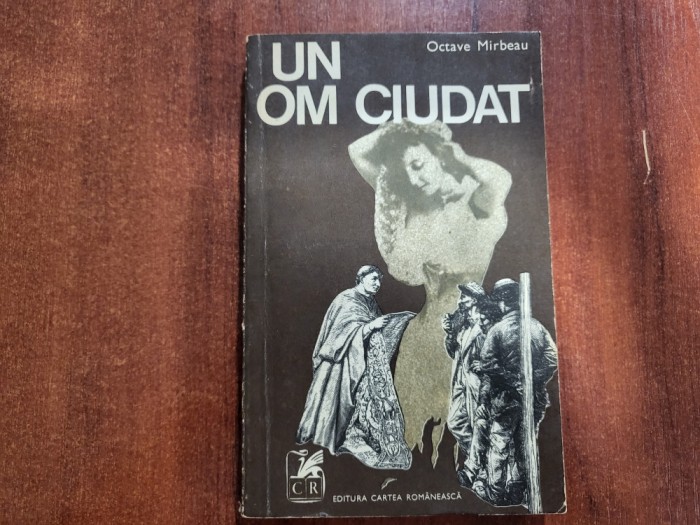 Octave Mirbeau
UN
OM CIUDAT
CR
EDITURA CARTEA ROMÂNEASCĂ